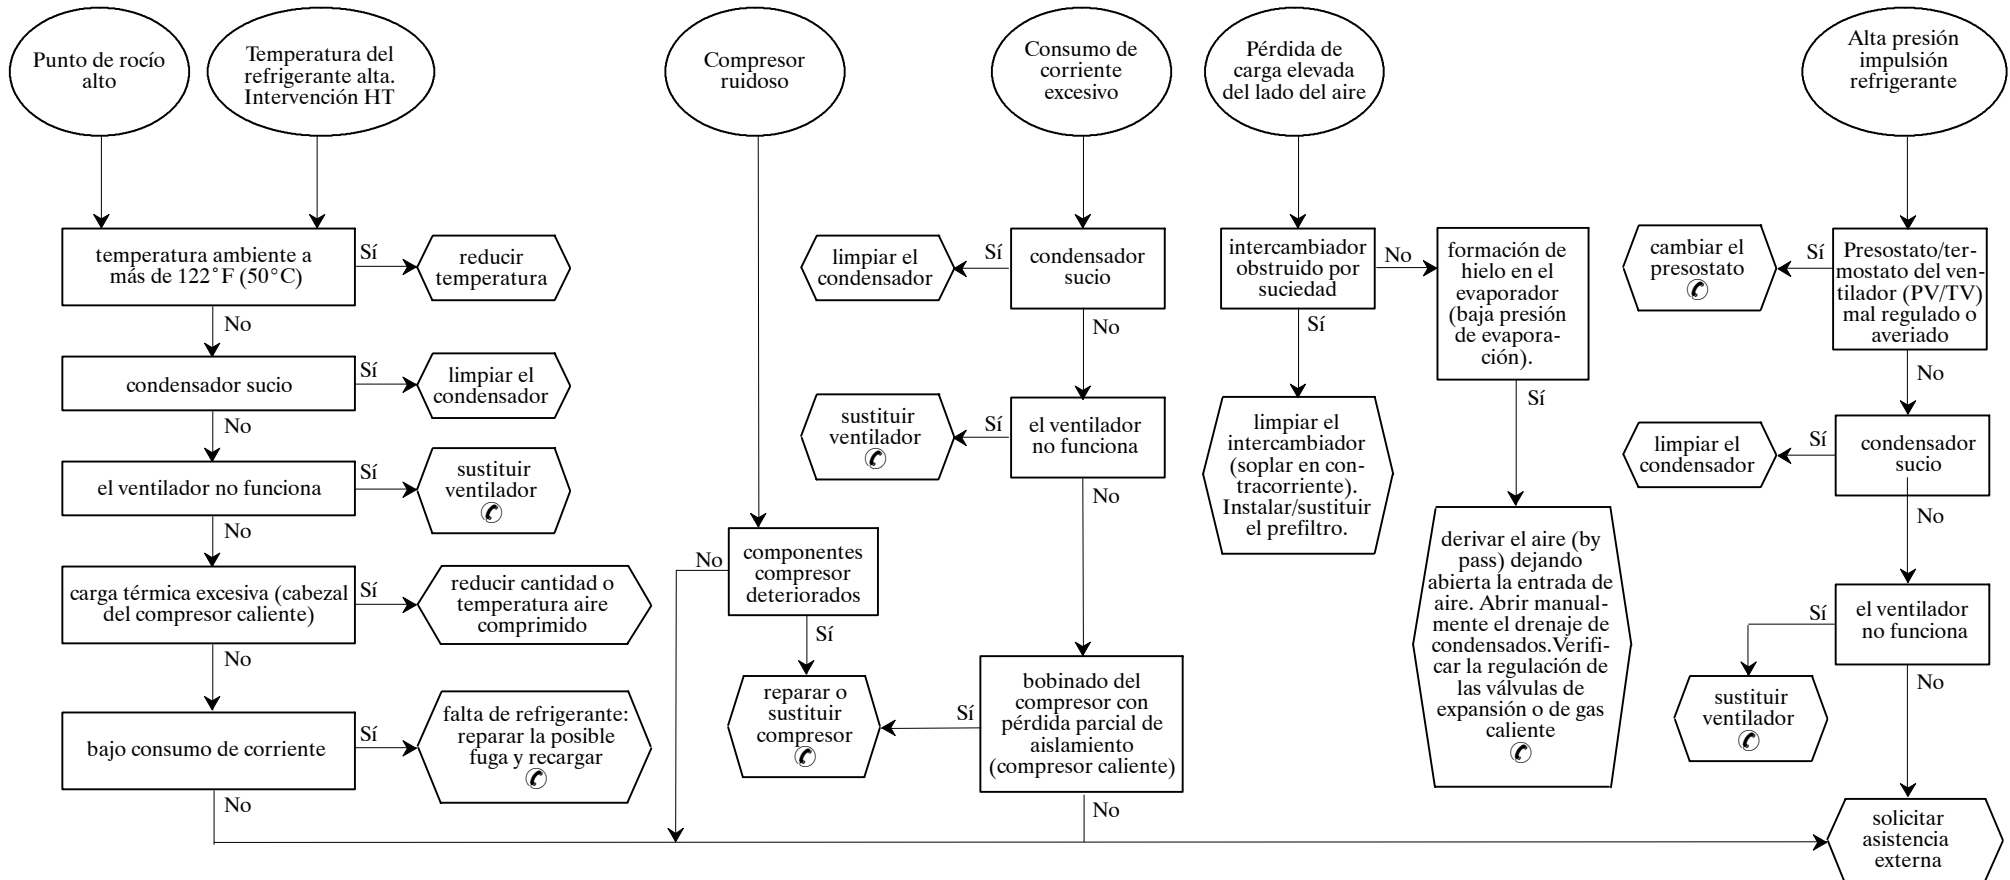 Punto de rocío
alto
Temperatura del
refrigerante alta.
Intervención HT
Compresor
ruidoso
Consumo de
corriente
excesivo
Pérdida de
carga elevada
del lado del aire
Alta presión
impulsión
refrigerante
temperatura ambiente a
más de 122˚F (50°C)
Sí
reducir
temperatura
No
condensador sucio
Sí
limpiar el
condensador
No
el ventilador no funciona
Sí
sustituir
ventilador
✆
No
carga térmica excesiva (cabezal
del compresor caliente)
Sí
reducir cantidad o
temperatura aire
comprimido
No
bajo consumo de corriente
Sí
falta de refrigerante:
reparar la posible
fuga y recargar
✆
No
componentes
compresor
deteriorados
No
Sí
reparar o
sustituir
compresor
✆
condensador
sucio
Sí
limpiar el
condensador
No
el ventilador
no funciona
Sí
sustituir
ventilador
✆
No
bobinado del
compresor con
pérdida parcial de
aislamiento
(compresor caliente)
Sí
No
intercambiador
obstruido por
suciedad
No
Sí
limpiar el
intercambiador
(soplar en con-
tracorriente).
Instalar/sustituir
el prefiltro.
formación de
hielo en el
evaporador
(baja presión
de evapora-
ción).
Sí
derivar el aire (by
pass) dejando
abierta la entrada de
aire. Abrir manual-
mente el drenaje de
condensados.Verifi-
car la regulación de
las válvulas de
expansión o de gas
caliente
✆
Presostato/ter-
mostato del ven-
tilador (PV/TV)
mal regulado o
averiado
Sí
cambiar el
presostato
✆
No
condensador
sucio
Sí
limpiar el
condensador
No
el ventilador
no funciona
Sí
sustituir
ventilador
✆
No
solicitar
asistencia
externa